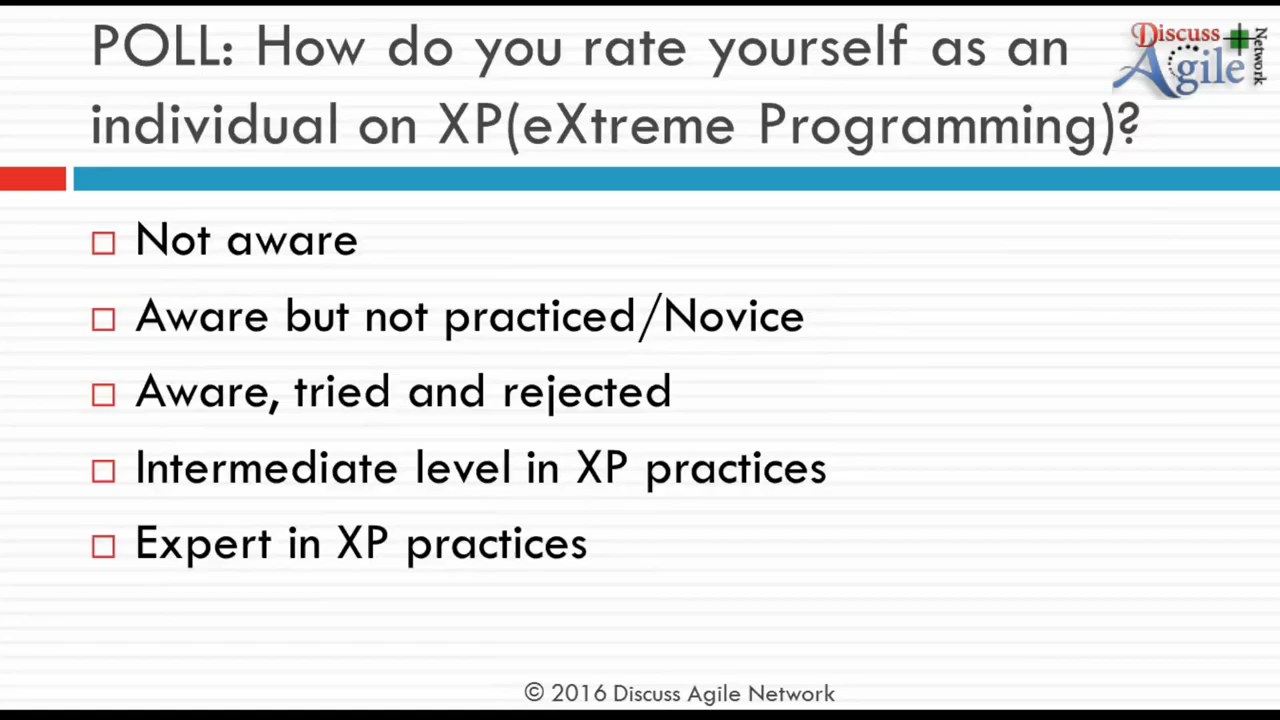 POLL: How do you rate yourself as an
individual on XP(eXtreme Programming)?
Discuss
Agile
Network
Not aware
Aware but not practiced/Novice
Aware, tried and rejected
Intermediate level in XP practices
Expert in XP practices
© 2016 Discuss Agile Network